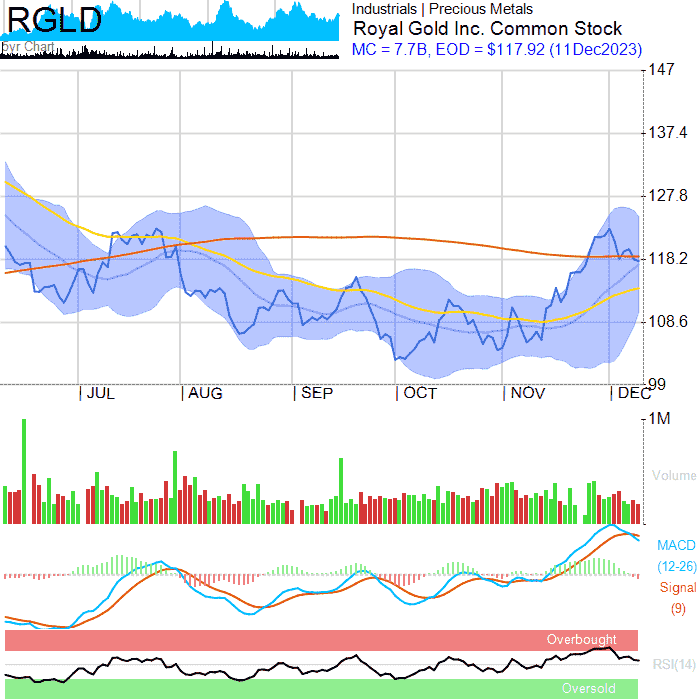 RGLD
5yr Chart
Industrials | Precious Metals
Royal Gold Inc. Common Stock
MC = 7.7B, EOD = $117.92 (11Dec2023)
147
137.4
127.8
118.2
108.6
99
| JUL | AUG | SEP | OCT | NOV | DEC
1M
Volume
MACD
(12-26)
Signal
(9)
Overbought
RSI(14)
Oversold